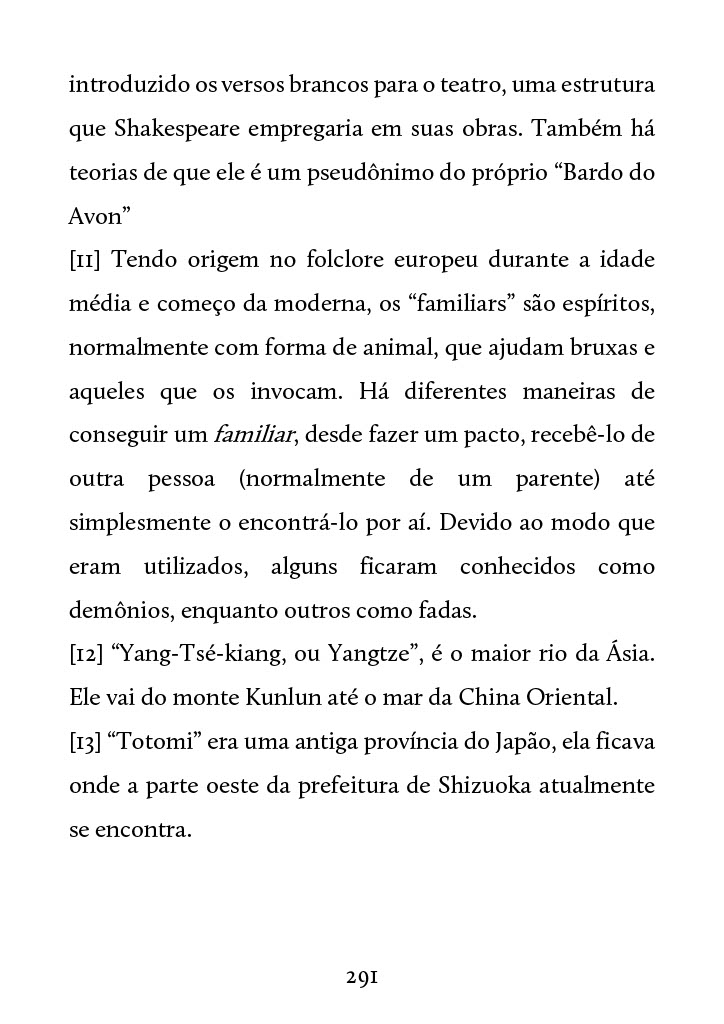 introduzido os versos brancos para o teatro, uma estrutura
que Shakespeare empregaria em suas obras. Também há
teorias de que ele é um pseudônimo do próprio “Bardo do
Avon”
[11] Tendo origem no folclore europeu durante a idade
média e começo da moderna, os “familiars” são espíritos,
normalmente com forma de animal, que ajudam bruxas e
aqueles que os invocam. Há diferentes maneiras de
conseguir um familiar, desde fazer um pacto, recebê-lo de
outra pessoa (normalmente de um parente) até
simplesmente o encontrá-lo por aí. Devido ao modo que
eram utilizados, alguns ficaram conhecidos como
demônios, enquanto outros como fadas.
[12] “Yang-Tsé-kiang, ou Yangtze”, é o maior rio da Ásia.
Ele vai do monte Kunlun até o mar da China Oriental.
[13] “Totomi” era uma antiga província do Japão, ela ficava
onde a parte oeste da prefeitura de Shizuoka atualmente
se encontra.
291